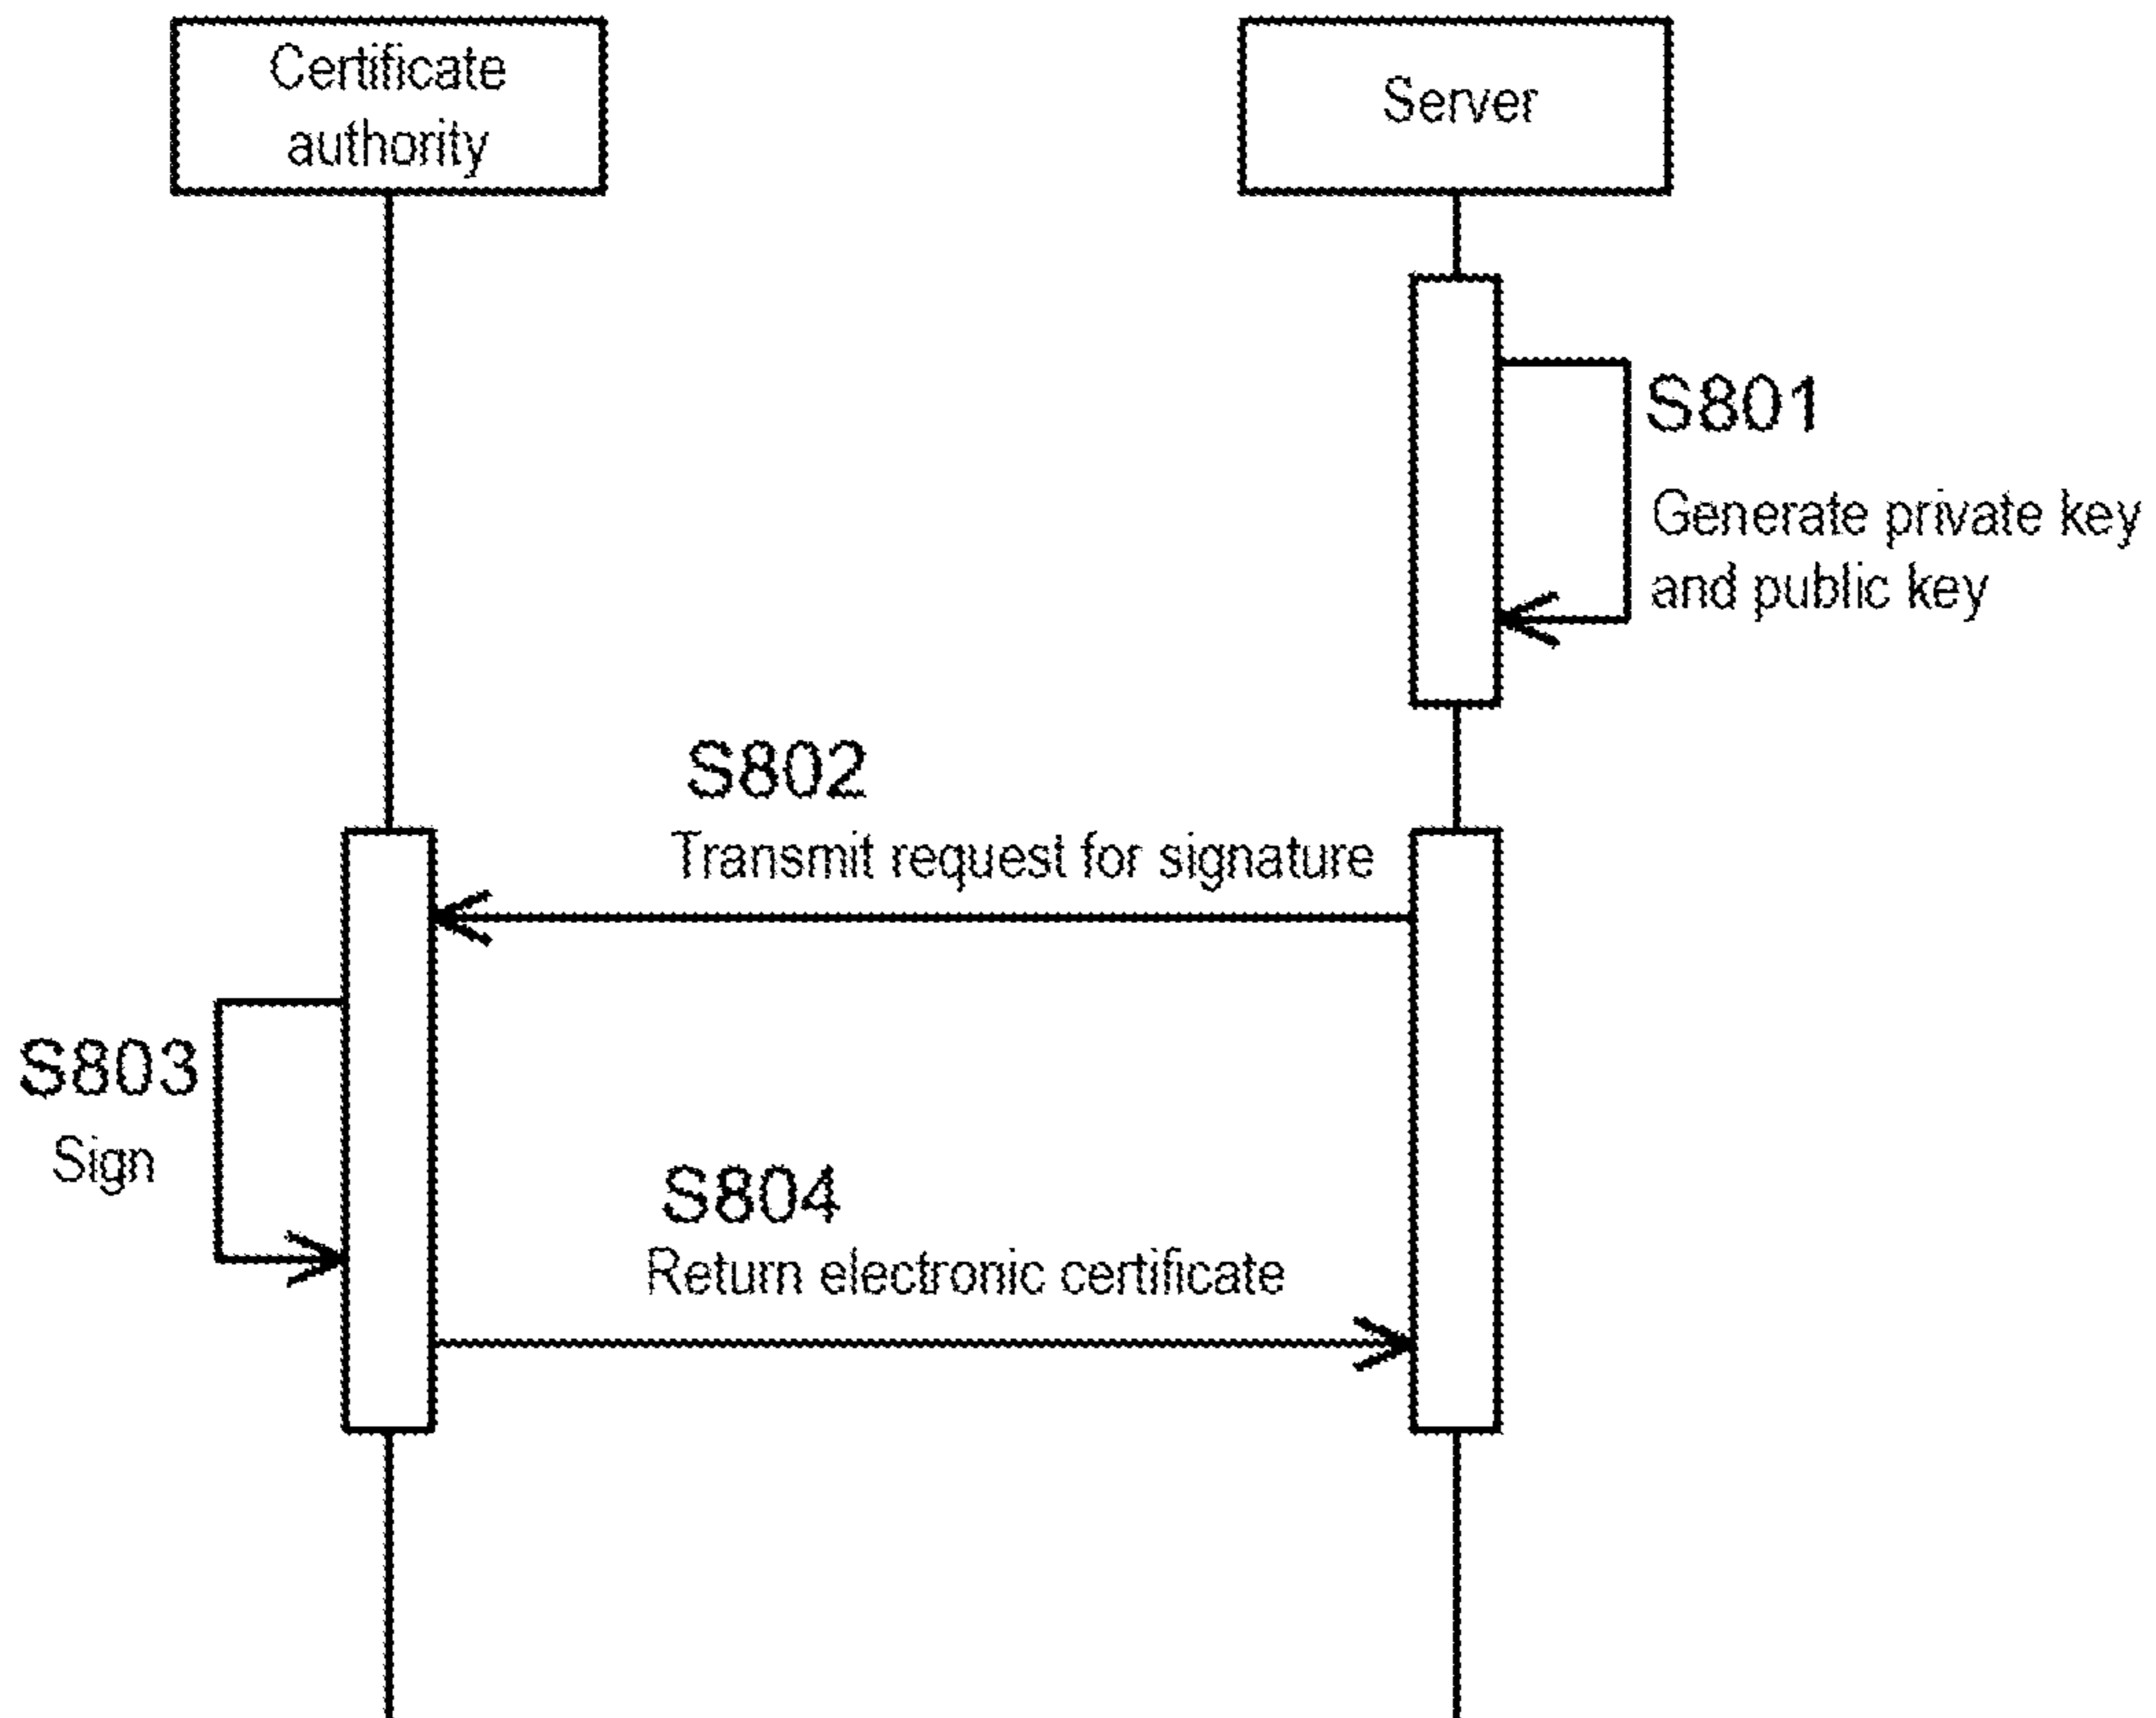 Certificate
authority
Server
S801
Generate private key
and public key
S802
Transmit request for signature
S803
Sign
S804
Return electronic certificate